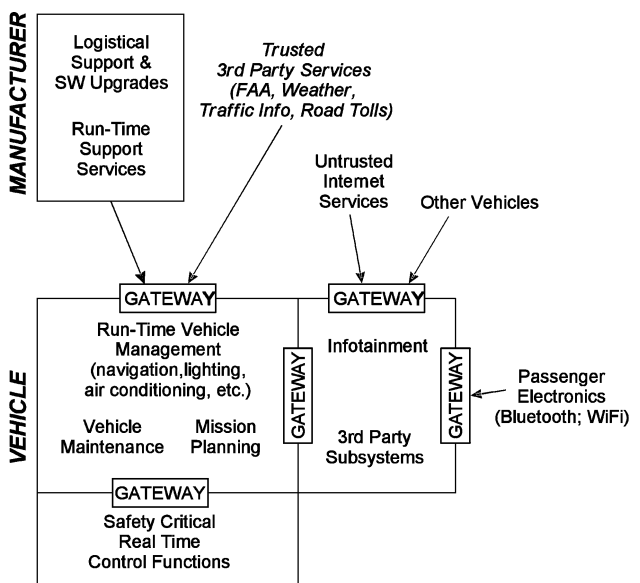 MANUFACTURER
Logistical
Support &
SW Upgrades
Run-Time
Support
Services
Trusted
3rd Party Services
(FAA, Weather,
Traffic Info, Road Tolls)
Untrusted
Internet
Services
Other Vehicles
VEHICLE
GATEWAY
GATEWAY
Run-Time Vehicle
Management
(navigation,lighting,
air conditioning, etc.)
Vehicle
Maintenance
Mission
Planning
GATEWAY
Infotainment
3rd Party
Subsystems
GATEWAY
Passenger
Electronics
(Bluetooth; WiFi)
GATEWAY
Safety Critical
Real Time
Control Functions